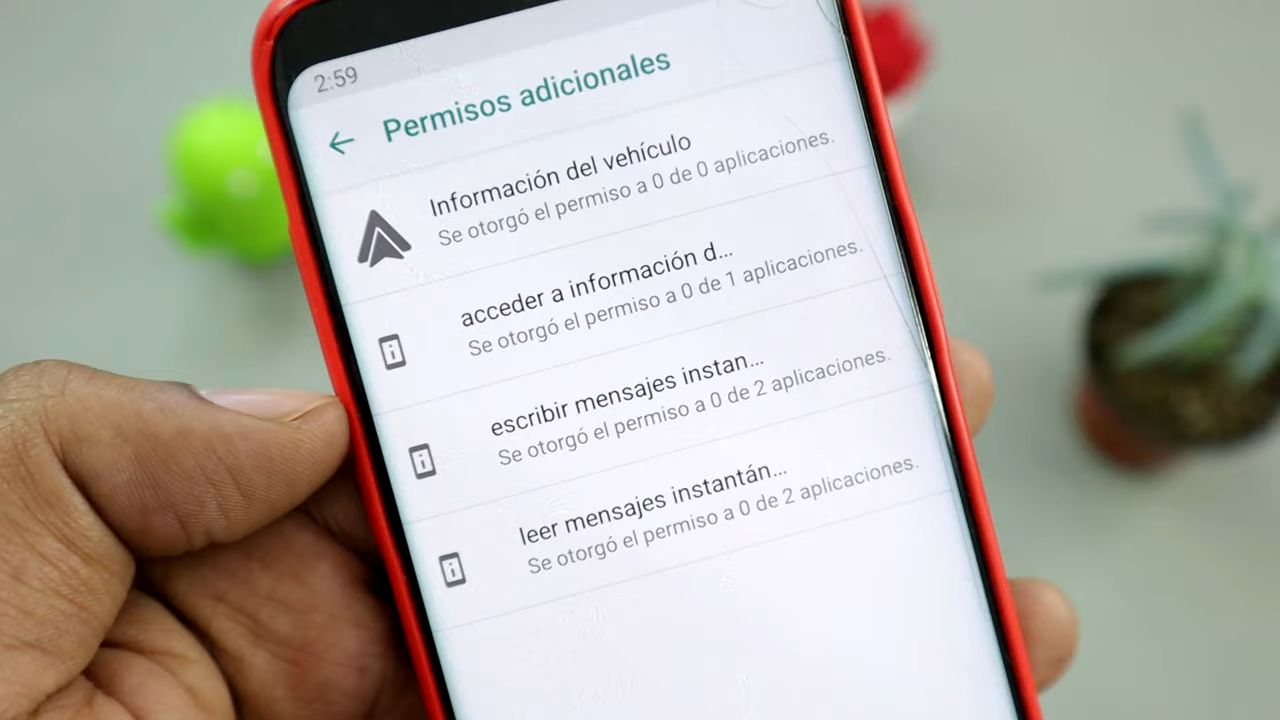 2:59
Permisos adicionales
Información del vehículo
Se otorgó el permiso a 0 de 0 aplicaciones.
acceder a información d...
Se otorgó el permiso a 0 de 1 aplicaciones.
escribir mensajes instan...
Se otorgó el permiso a 0 de 2 aplicaciones.
leer mensajes instantán...
Se otorgó el permiso a 0 de 2 aplicaciones.